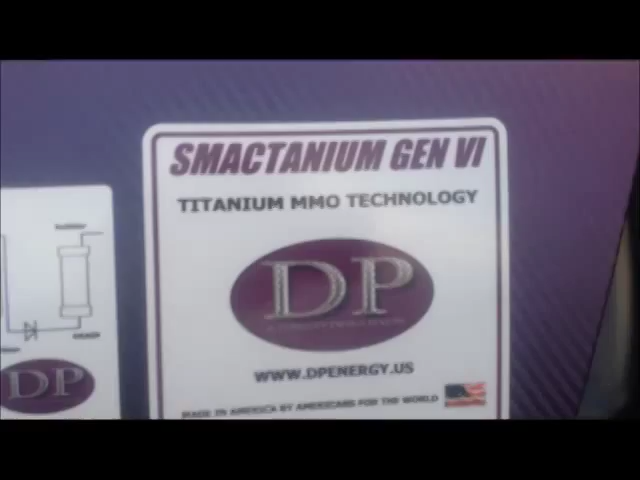 SMACTANIUM GEN VI
TITANIUM MMO TECHNOLOGY
DP
WWW.DPENERGY.US
MADE IN AMERICA BY AMERICANS FOR THE WORLD
DP